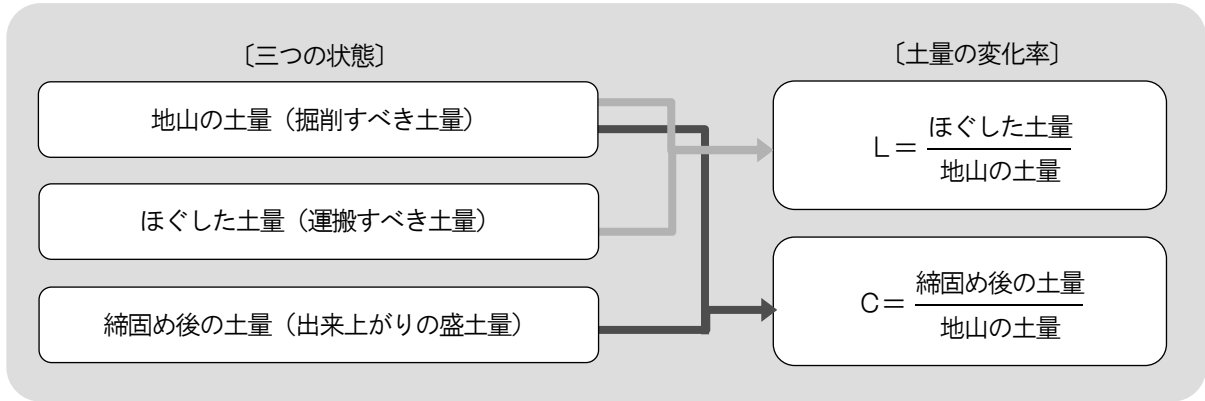 〔三つの状態〕
地山の土量（掘削すべき土量）
ほぐした土量（運搬すべき土量）
締固め後の土量（出来上がりの盛土量）
〔土量の変化率〕
L＝ ほぐした土量
地山の土量
C＝ 締固め後の土量
地山の土量